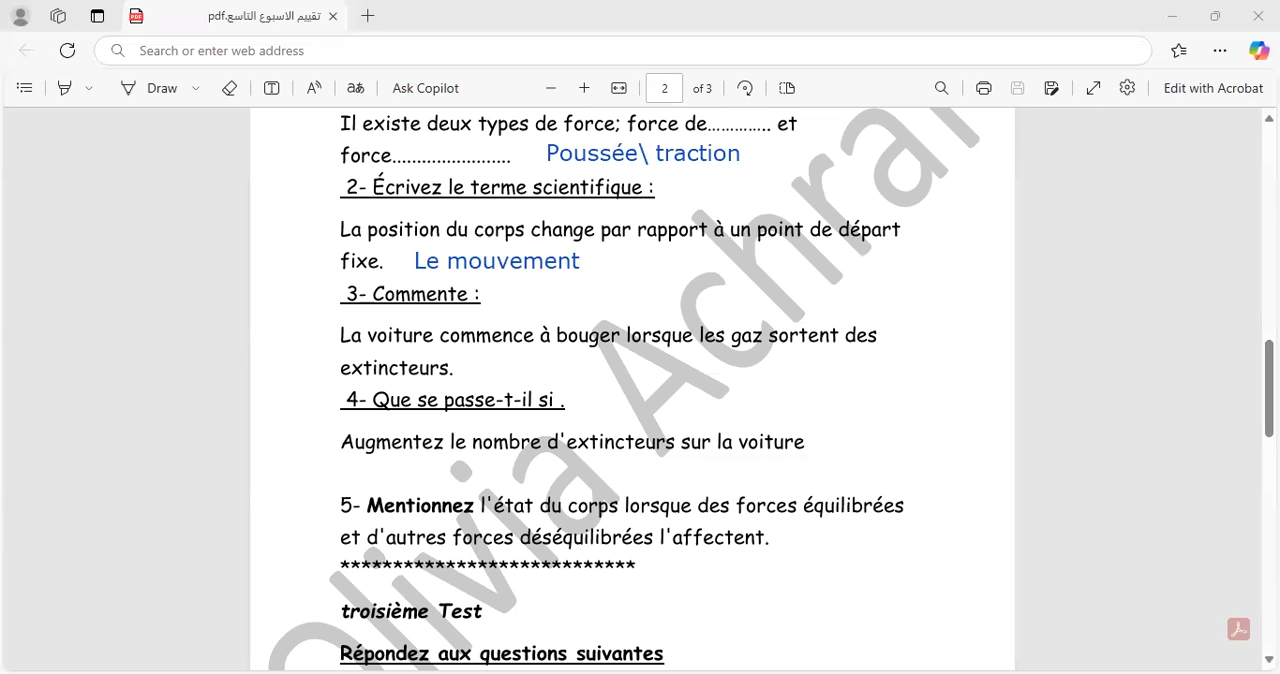 تقييم الاسبوع التاسع.pdf
Search or enter web address
Draw
Ask Copilot
2 of 3
Edit with Acrobat
Il existe deux types de force; force de………….. et
force........................ Poussée\ traction
2- Écrivez le terme scientifique :
La position du corps change par rapport à un point de départ
fixe. Le mouvement
3- Commente :
La voiture commence à bouger lorsque les gaz sortent des
extincteurs.
4- Que se passe-t-il si .
Augmentez le nombre d'extincteurs sur la voiture
5- Mentionnez l'état du corps lorsque des forces équilibrées
et d'autres forces déséquilibrées l'affectent.
****************************
troisième Test
Répondez aux questions suivantes
Olivia Achraf